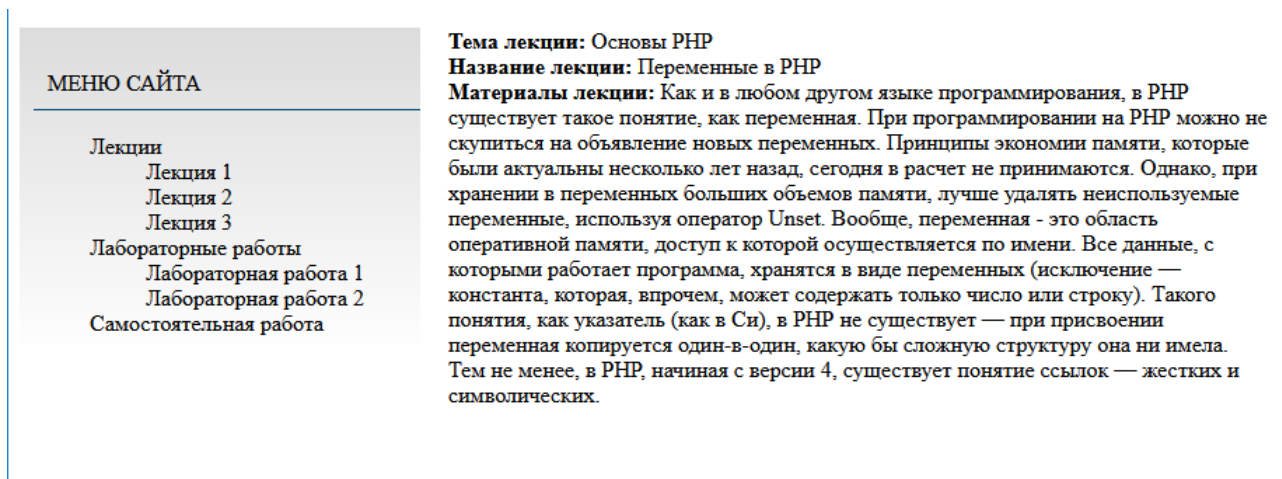 МЕНЮ САЙТА
Лекции
Лекция 1
Лекция 2
Лекция 3
Лабораторные работы
Лабораторная работа 1
Лабораторная работа 2
Самостоятельная работа
Тема лекции: Основы PHP
Название лекции: Переменные в PHP
Материалы лекции: Как и в любом другом языке программирования, в PHP
существует такое понятие, как переменная. При программировании на PHP можно не
скупиться на объявление новых переменных. Принципы экономии памяти, которые
были актуальны несколько лет назад, сегодня в расчет не принимаются. Однако, при
хранении в переменных больших объемов памяти, лучше удалять неиспользуемые
переменные, используя оператор Unset. Вообще, переменная - это область
оперативной памяти, доступ к которой осуществляется по имени. Все данные, с
которыми работает программа, хранятся в виде переменных (исключение —
константа, которая, впрочем, может содержать только число или строку). Такого
понятия, как указатель (как в Си), в PHP не существует — при присвоении
переменная копируется один-в-один, какую бы сложную структуру она ни имела.
Тем не менее, в PHP, начиная с версии 4, существует понятие ссылок — жестких и
символических.